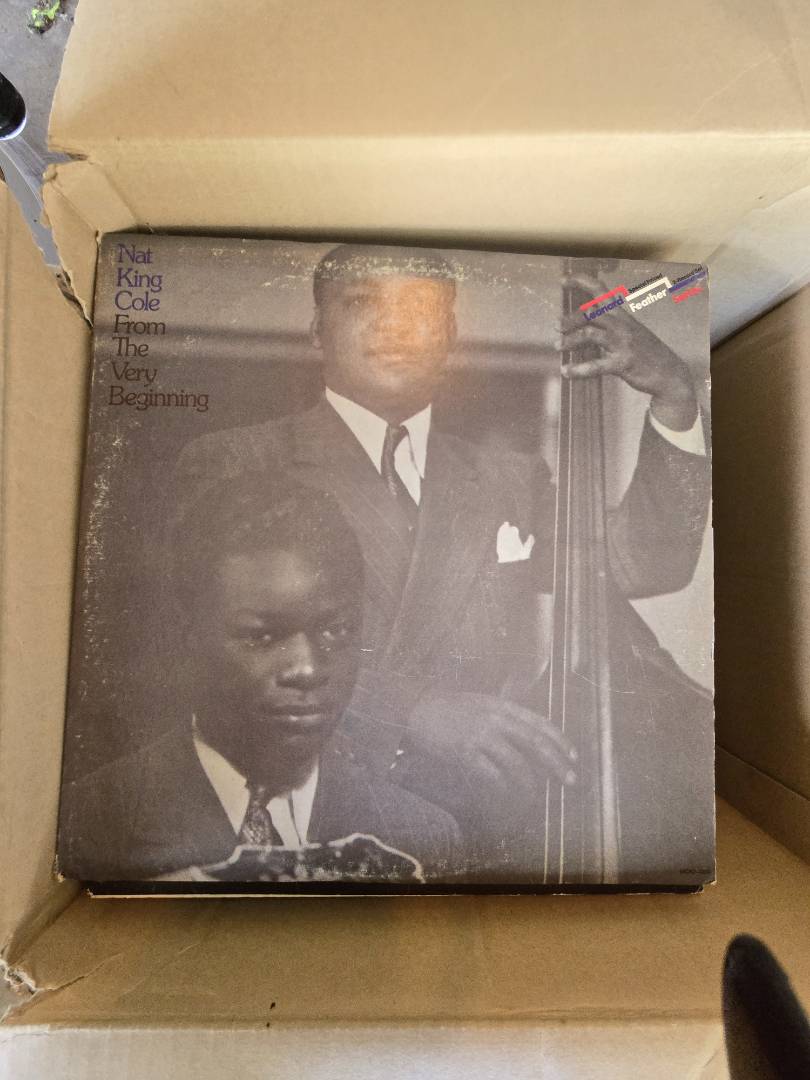 Nat
King
Cole
From
The
Very
Beginning
Leonard Feather Series